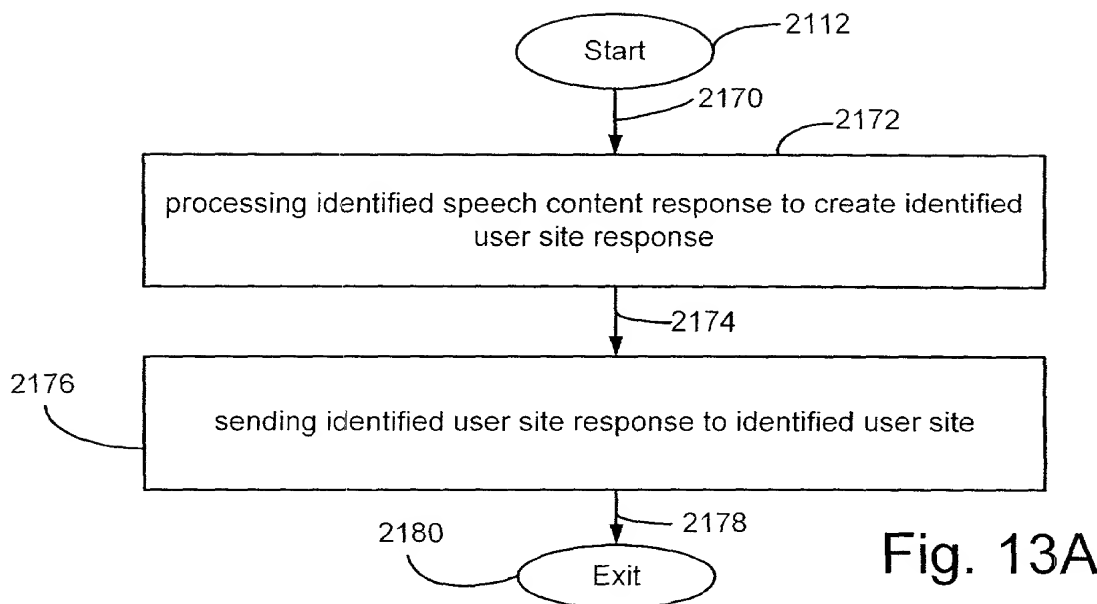 Start
2112
2170
2172
processing identified speech content response to create identified
user site response
2174
2176
sending identified user site response to identified user site
2178
2180
Exit
Fig. 13A